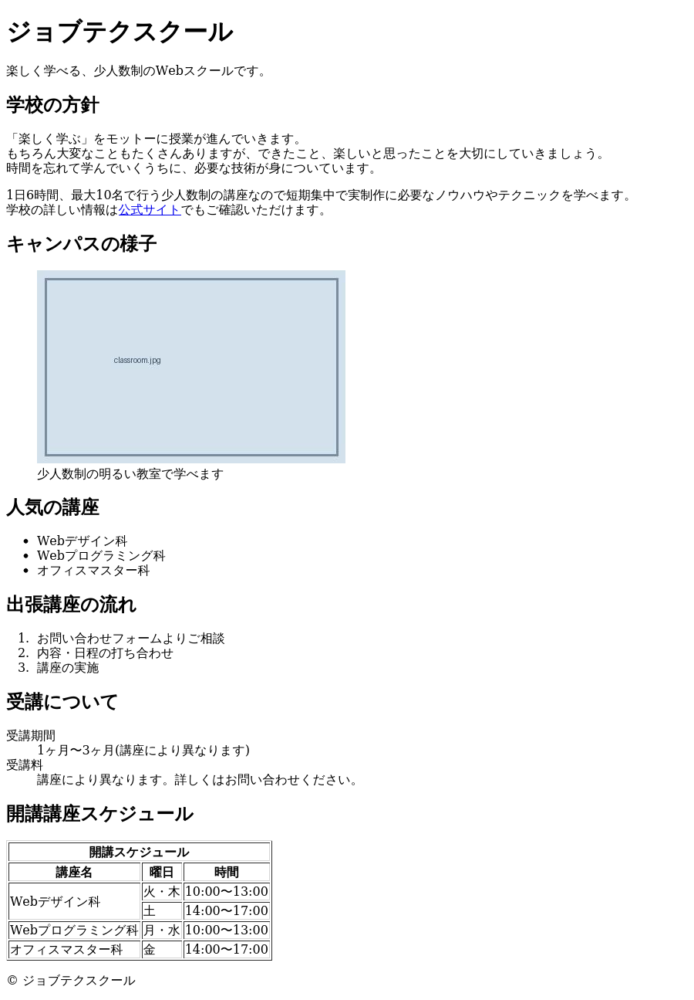 ジョブテクスクール
楽しく学べる、少人数制のWebスクールです。
学校の方針
「楽しく学ぶ」をモットーに授業が進んでいきます。
もちろん大変なこともたくさんありますが、できたこと、楽しいと思ったことを大切にしていきましょう。
時間を忘れて学んでいくうちに、必要な技術が身についています。
1日6時間、最大10名で行う少人数制の講座なので短期集中で実制作に必要なノウハウやテクニックを学べます。
学校の詳しい情報は公式サイトでもご確認いただけます。
キャンパスの様子
classroom.jpg
少人数制の明るい教室で学べます
人気の講座
• Webデザイン科
• Webプログラミング科
• オフィスマスター科
出張講座の流れ
1. お問い合わせフォームよりご相談
2. 内容・日程の打ち合わせ
3. 講座の実施
受講について
受講期間
1ヶ月〜3ヶ月(講座により異なります)
受講料
講座により異なります。詳しくはお問い合わせください。
開講講座スケジュール
開講スケジュール
講座名 曜日 時間
Webデザイン科 火・木 10:00〜13:00
土 14:00〜17:00
Webプログラミング科 月・水 10:00〜13:00
オフィスマスター科 金 14:00〜17:00
© ジョブテクスクール